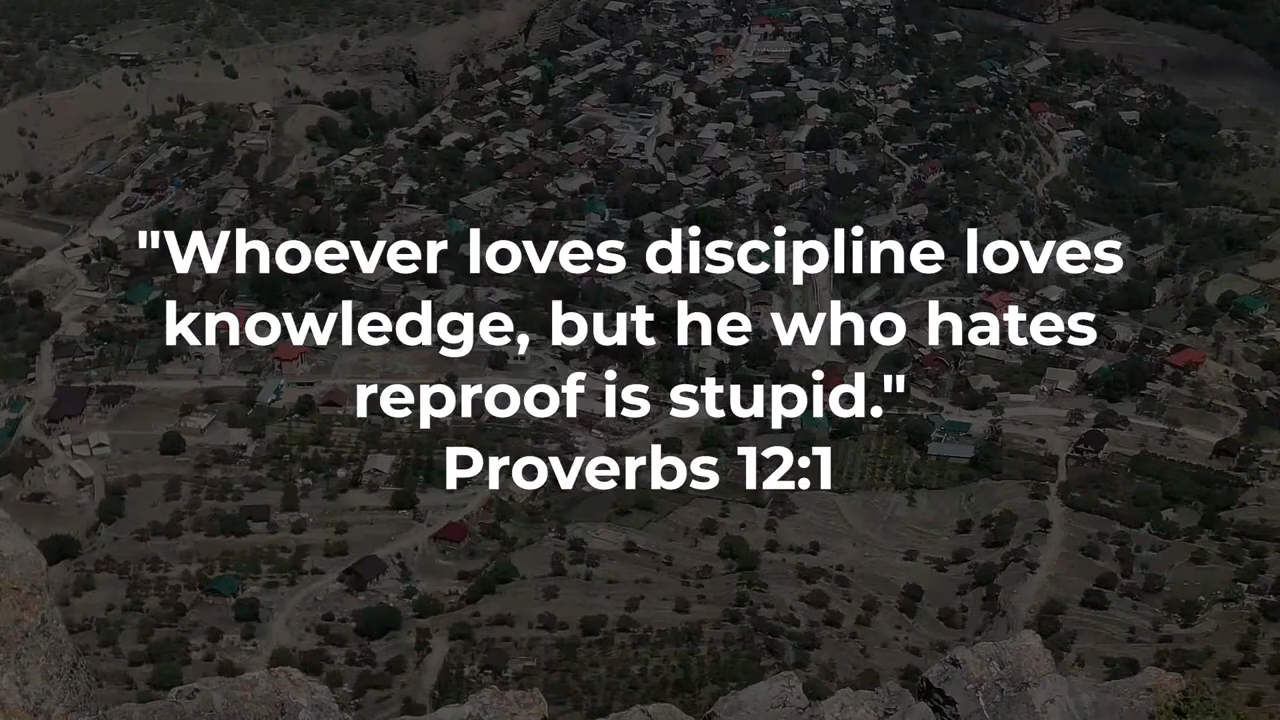 "Whoever loves discipline loves
knowledge, but he who hates
reproof is stupid."
Proverbs 12:1